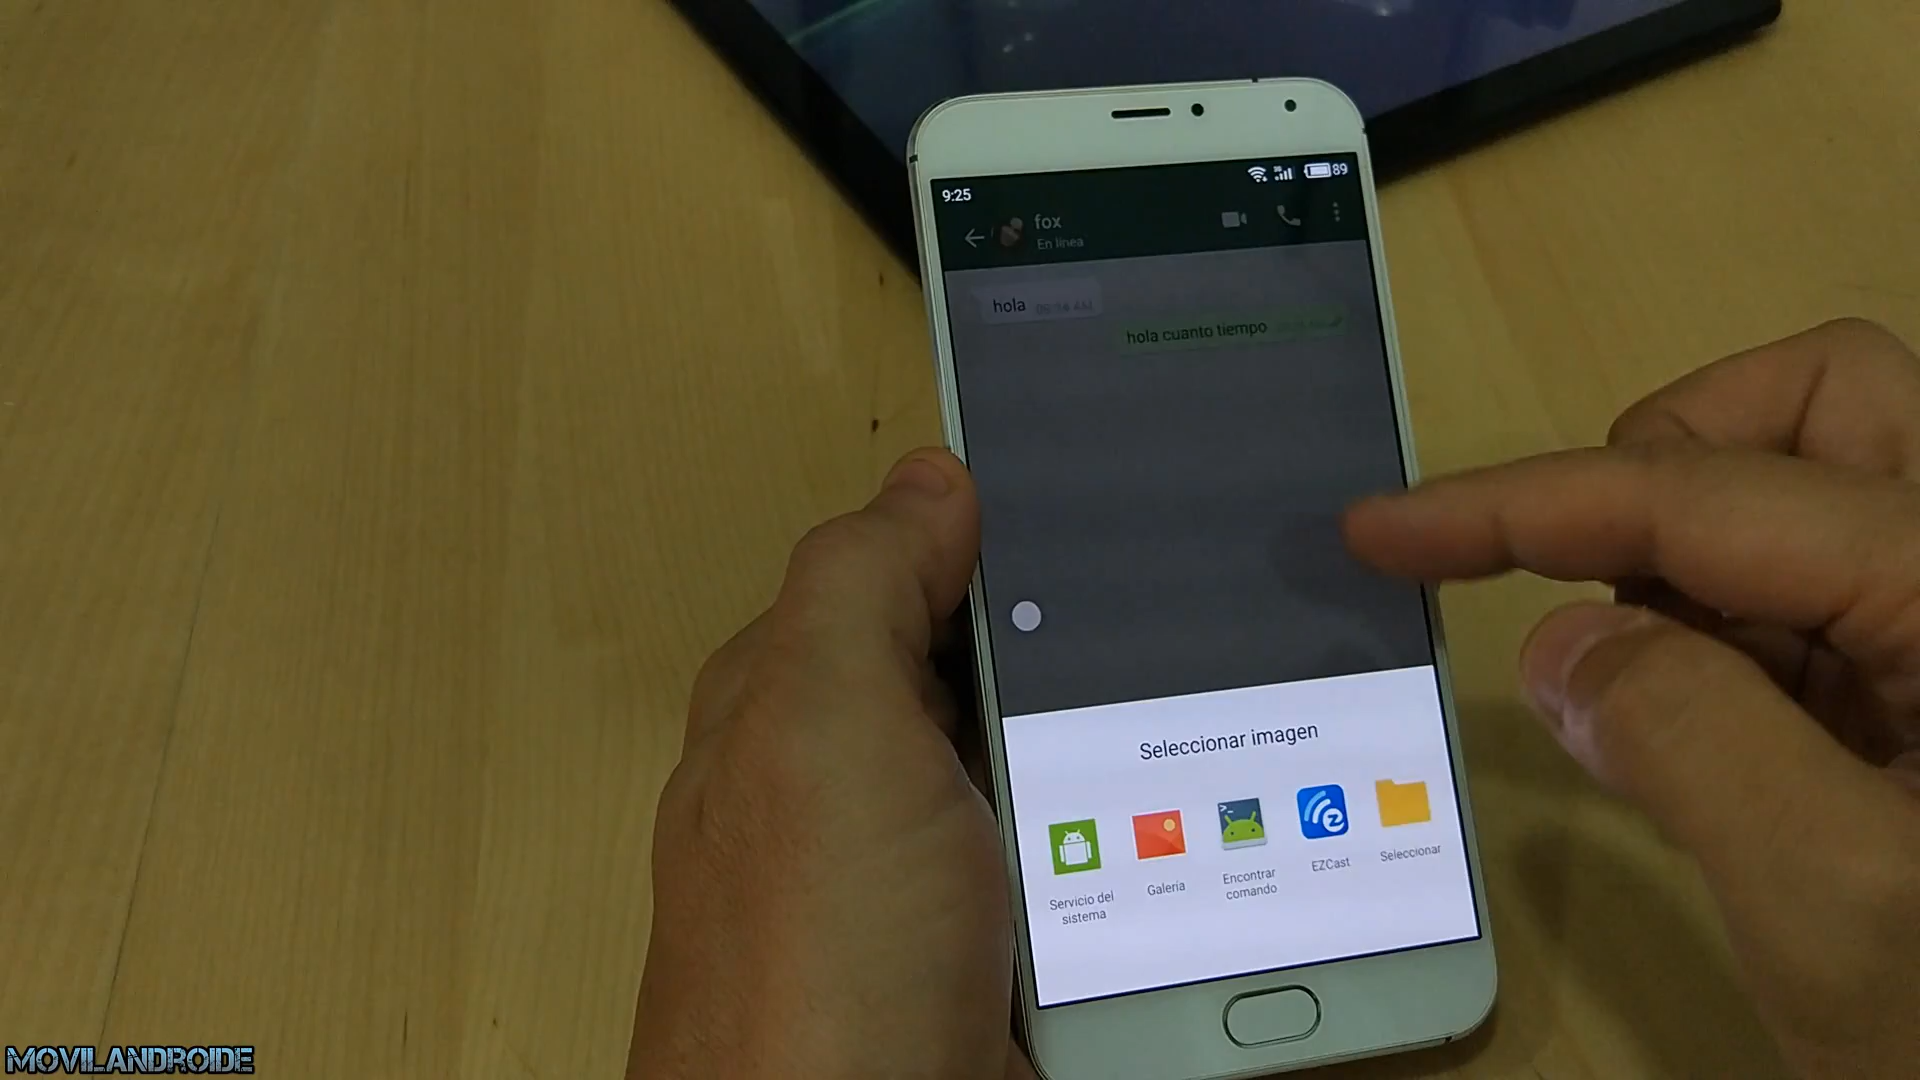 9:25
89
fox
En línea
hola
hola cuanto tiempo
Seleccionar imagen
Servicio del
sistema
Galería
Encontrar
comando
EZCast
Seleccionar
MOVILANDROIDE